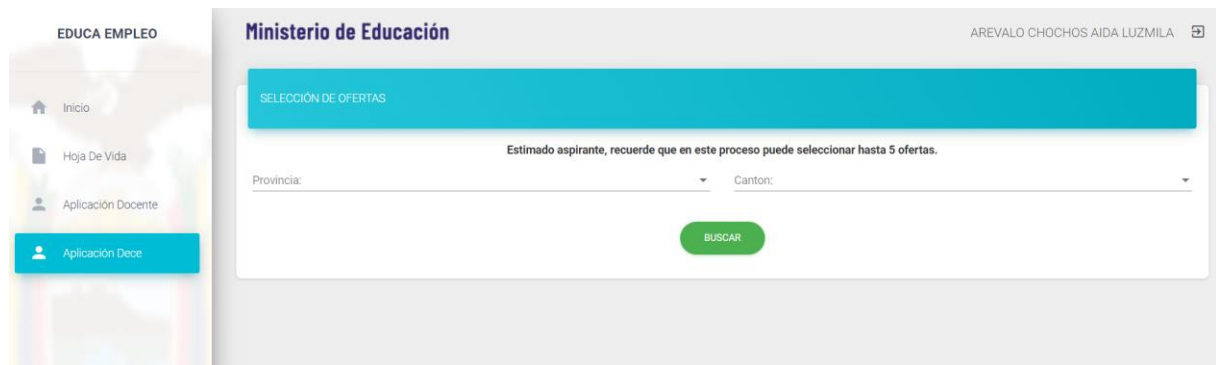 EDUCA EMPLEO
Ministerio de Educación
AREVALO CHOCHOS AIDA LUZMILA
Inicio
Hoja De Vida
Aplicación Docente
Aplicación Dece
SELECCIÓN DE OFERTAS
Estimado aspirante, recuerde que en este proceso puede seleccionar hasta 5 ofertas.
Provincia:
Canton:
BUSCAR